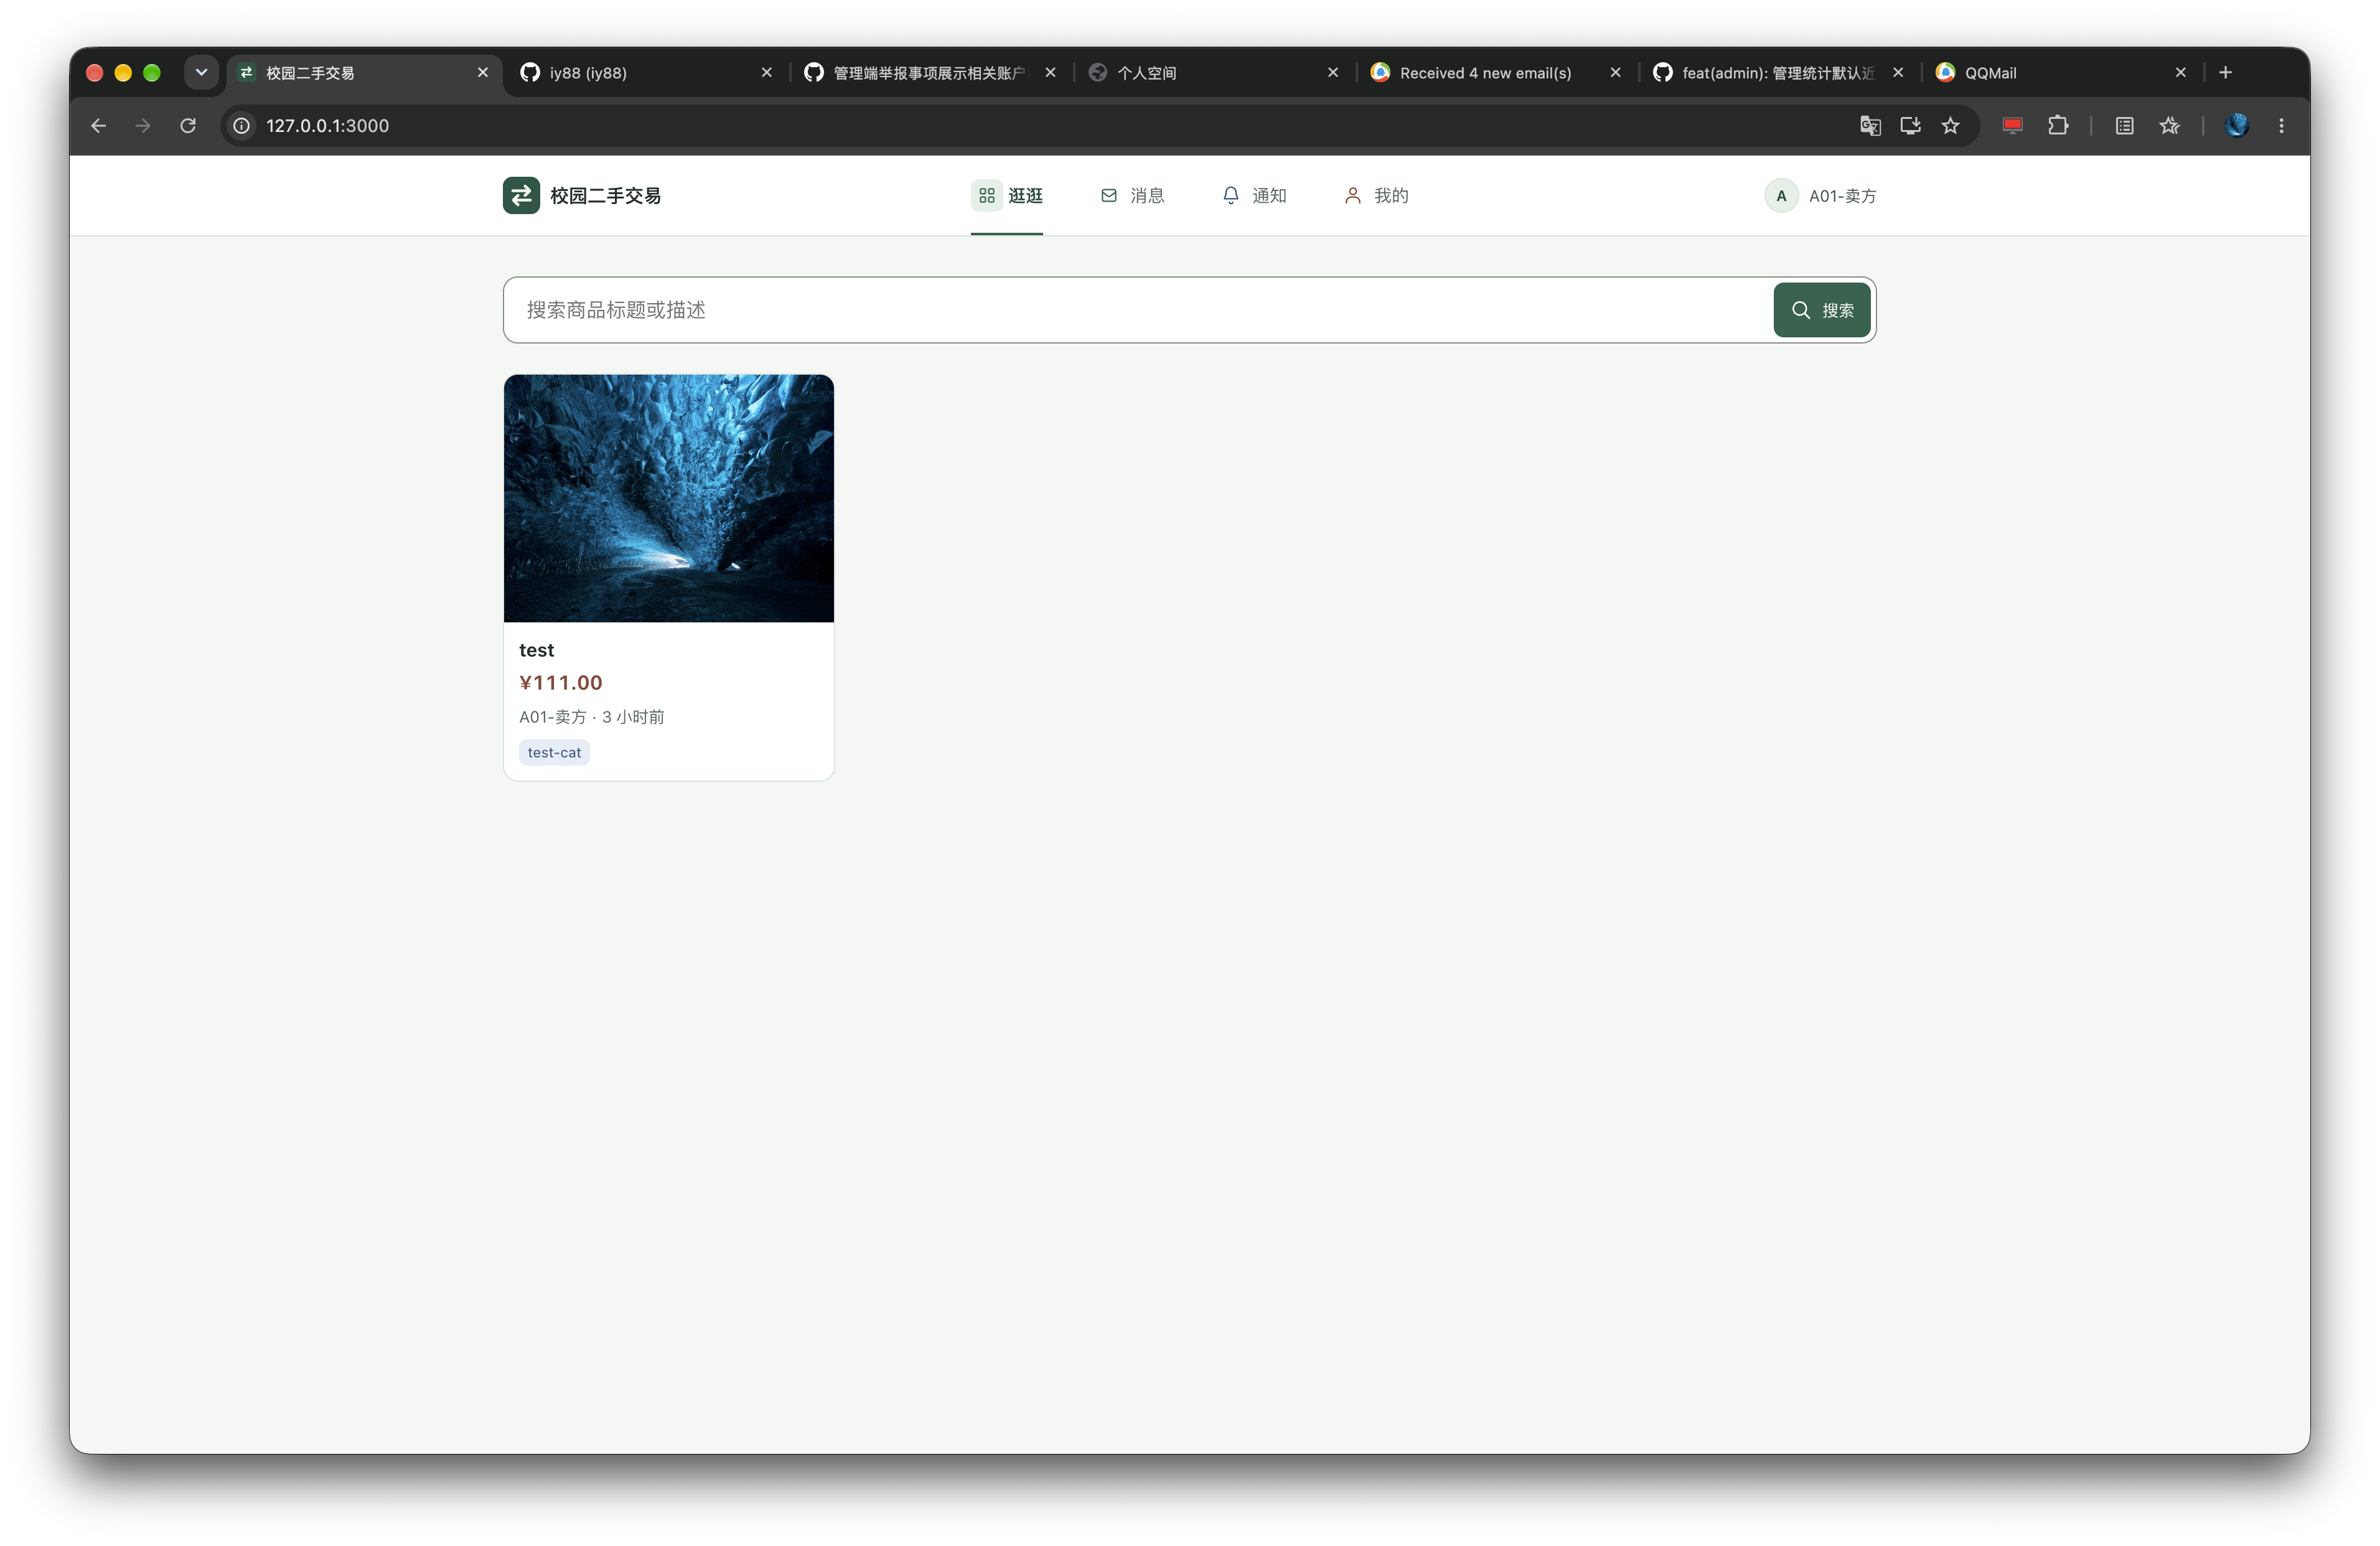 校园二手交易
iy88 (iy88)
管理端举报事项展示相关账户
个人空间
Received 4 new email(s)
feat(admin): 管理统计默认近
QQMail
127.0.0.1:3000
校园二手交易
逛逛
消息
通知
我的
A
A01-卖方
搜索商品标题或描述
搜索
test
¥111.00
A01-卖方 · 3 小时前
test-cat